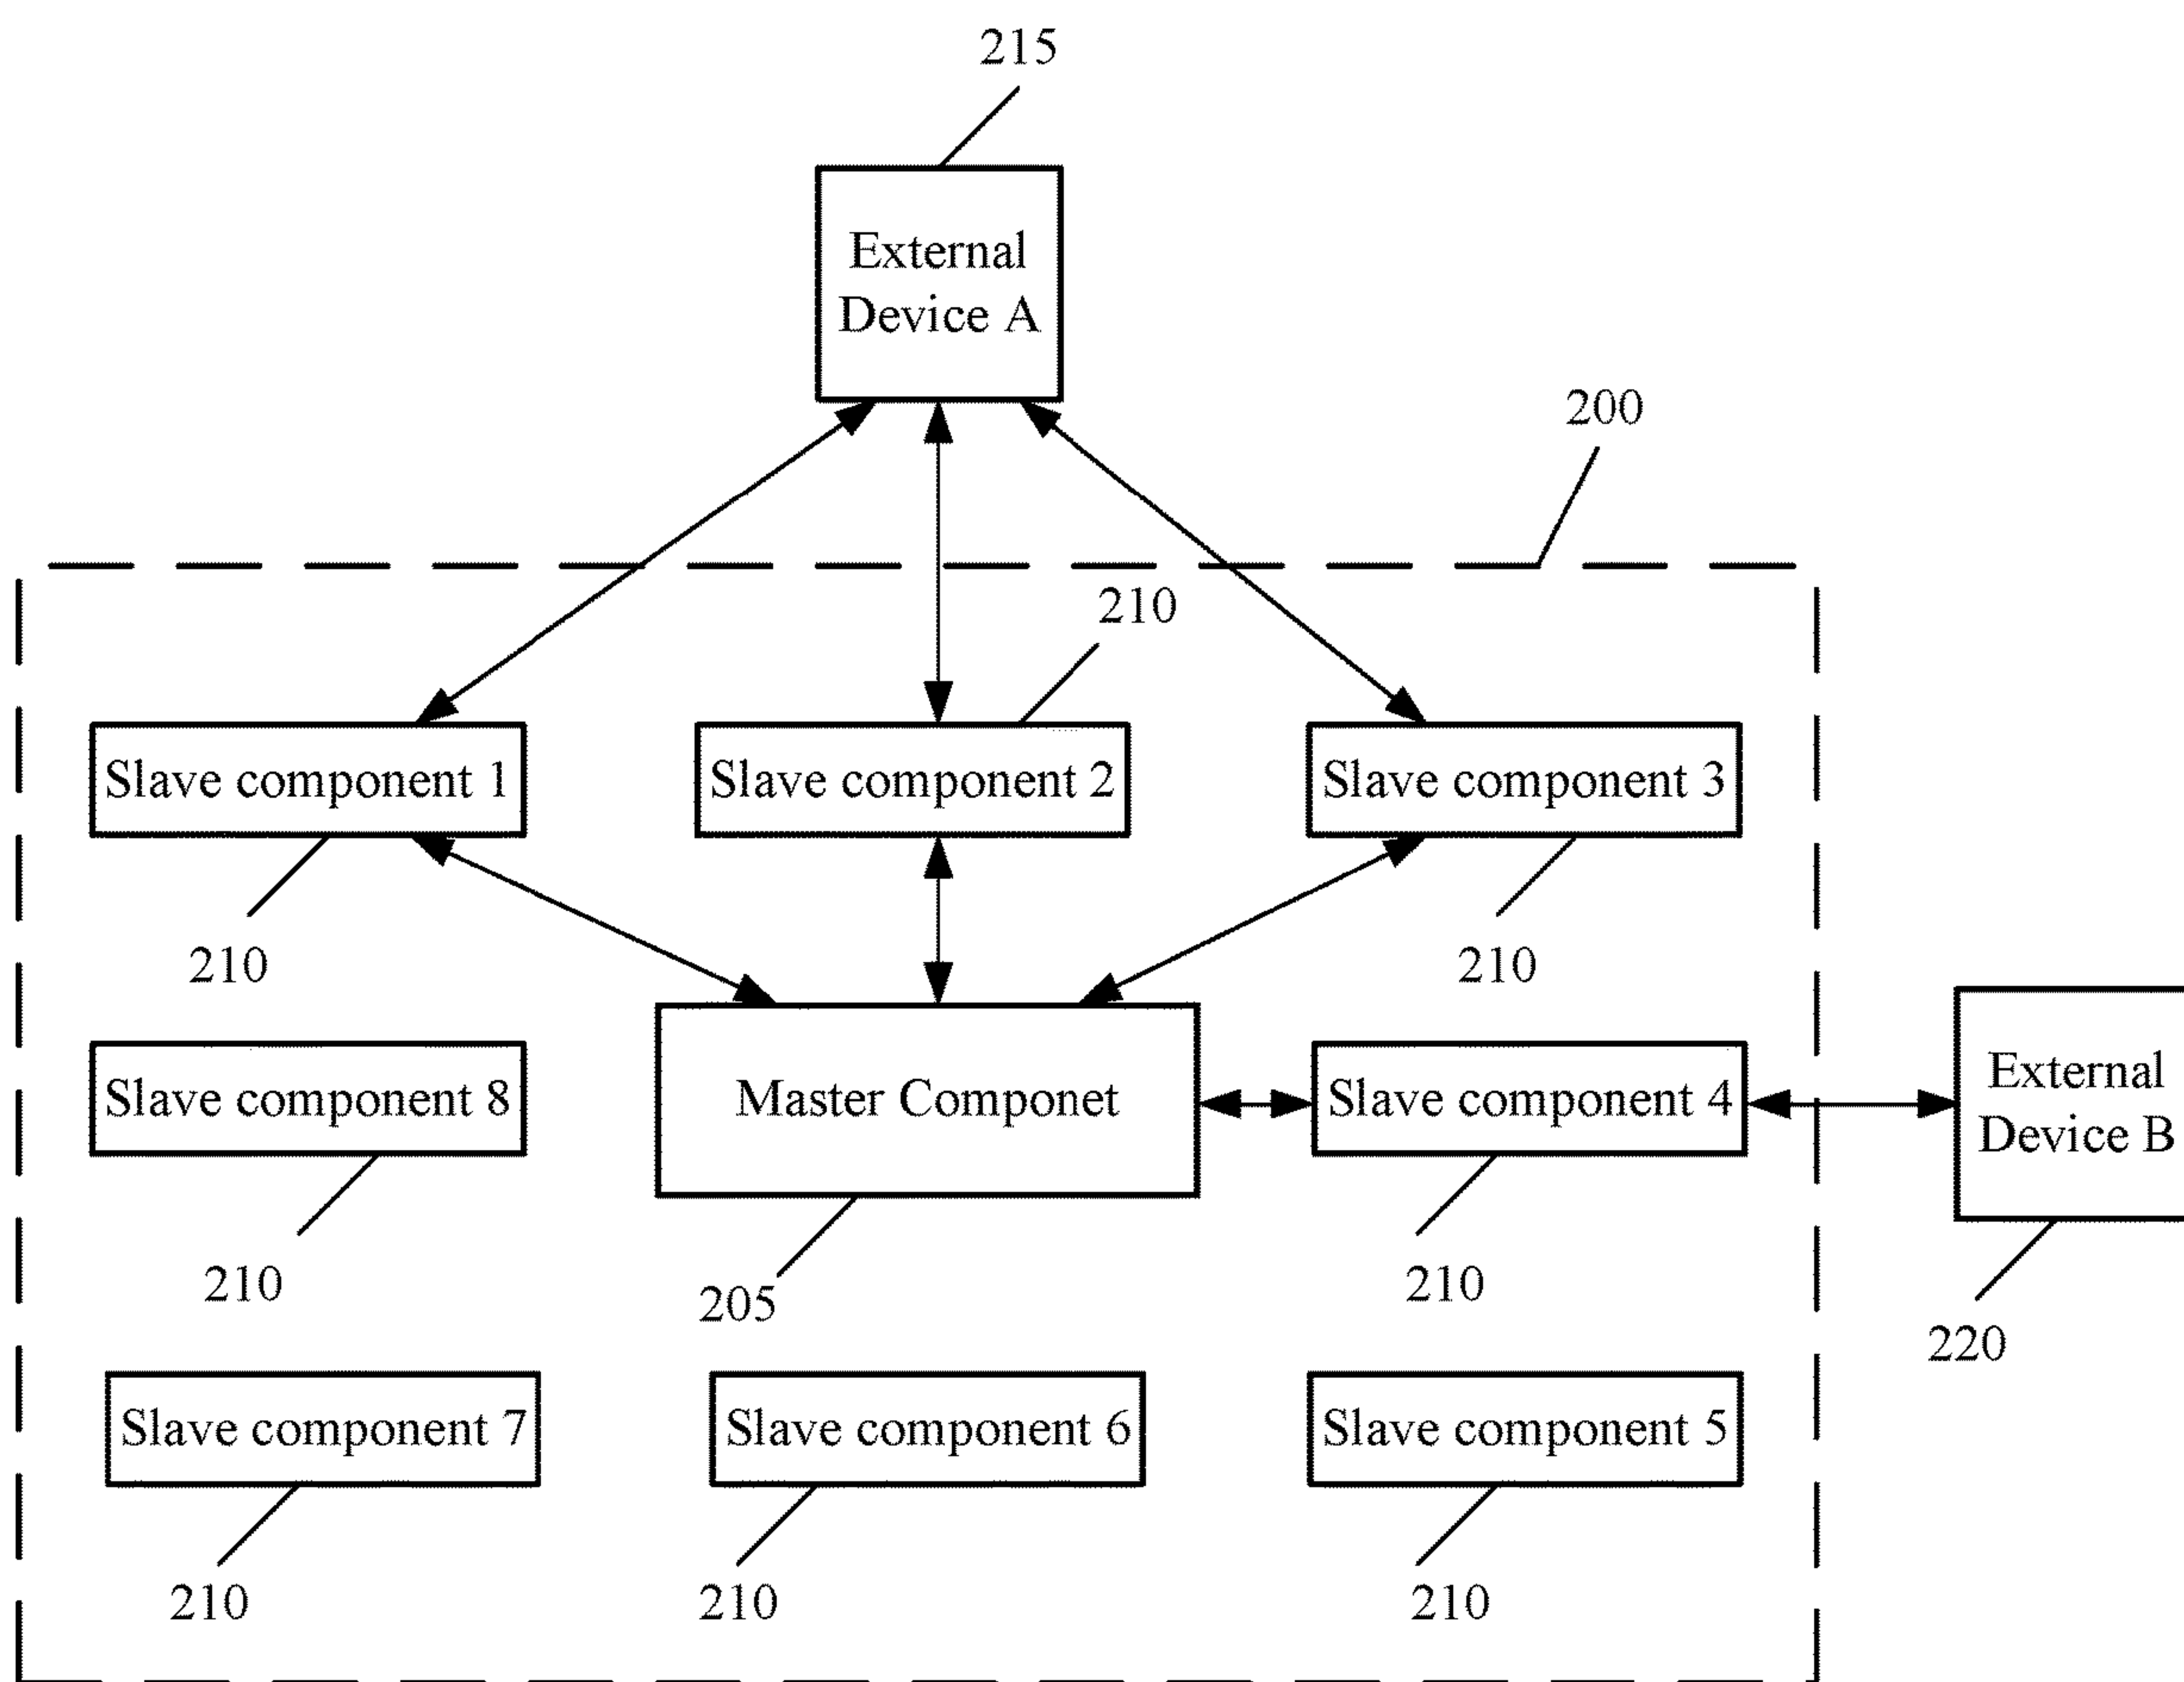 215
External
Device A
200
210
Slave component 1
Slave component 2
Slave component 3
210
210
Slave component 8
Master Componet
Slave component 4
External
Device B
210
205
210
220
Slave component 7
Slave component 6
Slave component 5
210
210
210